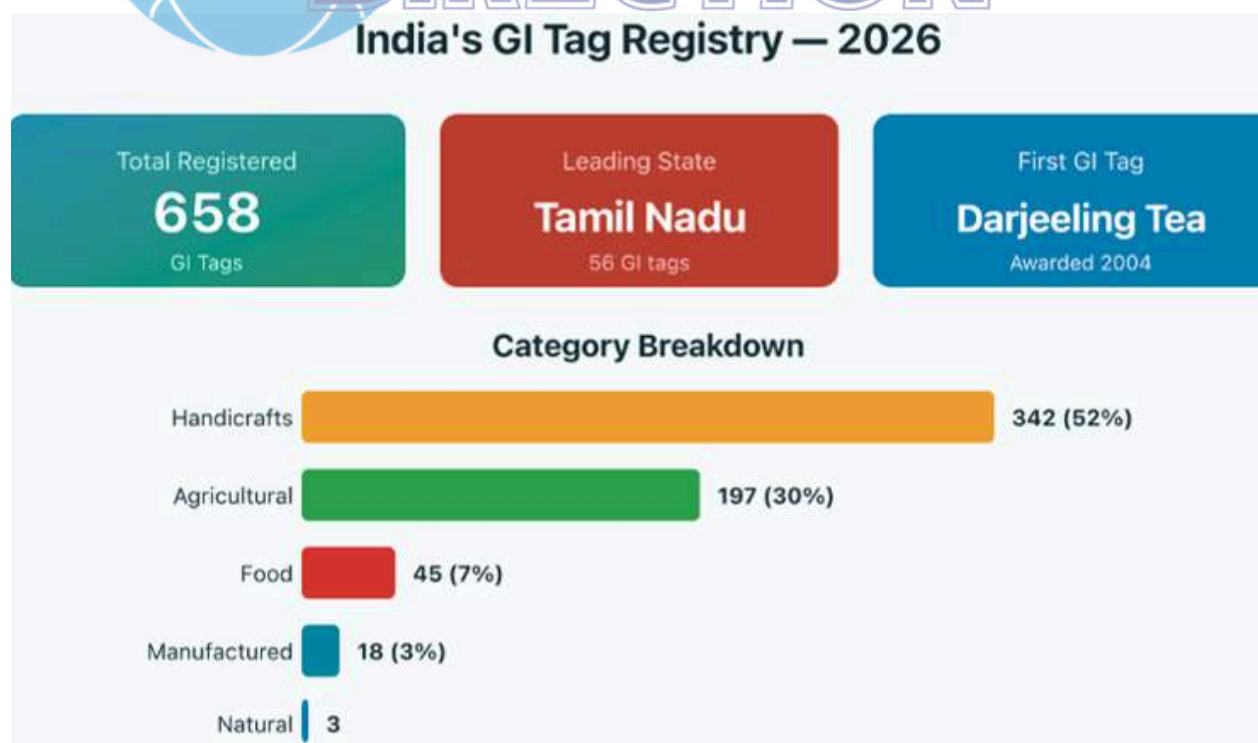 DIRECTION
India's GI Tag Registry — 2026
Total Registered
658
GI Tags
Leading State
Tamil Nadu
56 GI tags
First GI Tag
Darjeeling Tea
Awarded 2004
Category Breakdown
Handicrafts 342 (52%)
Agricultural 197 (30%)
Food 45 (7%)
Manufactured 18 (3%)
Natural 3